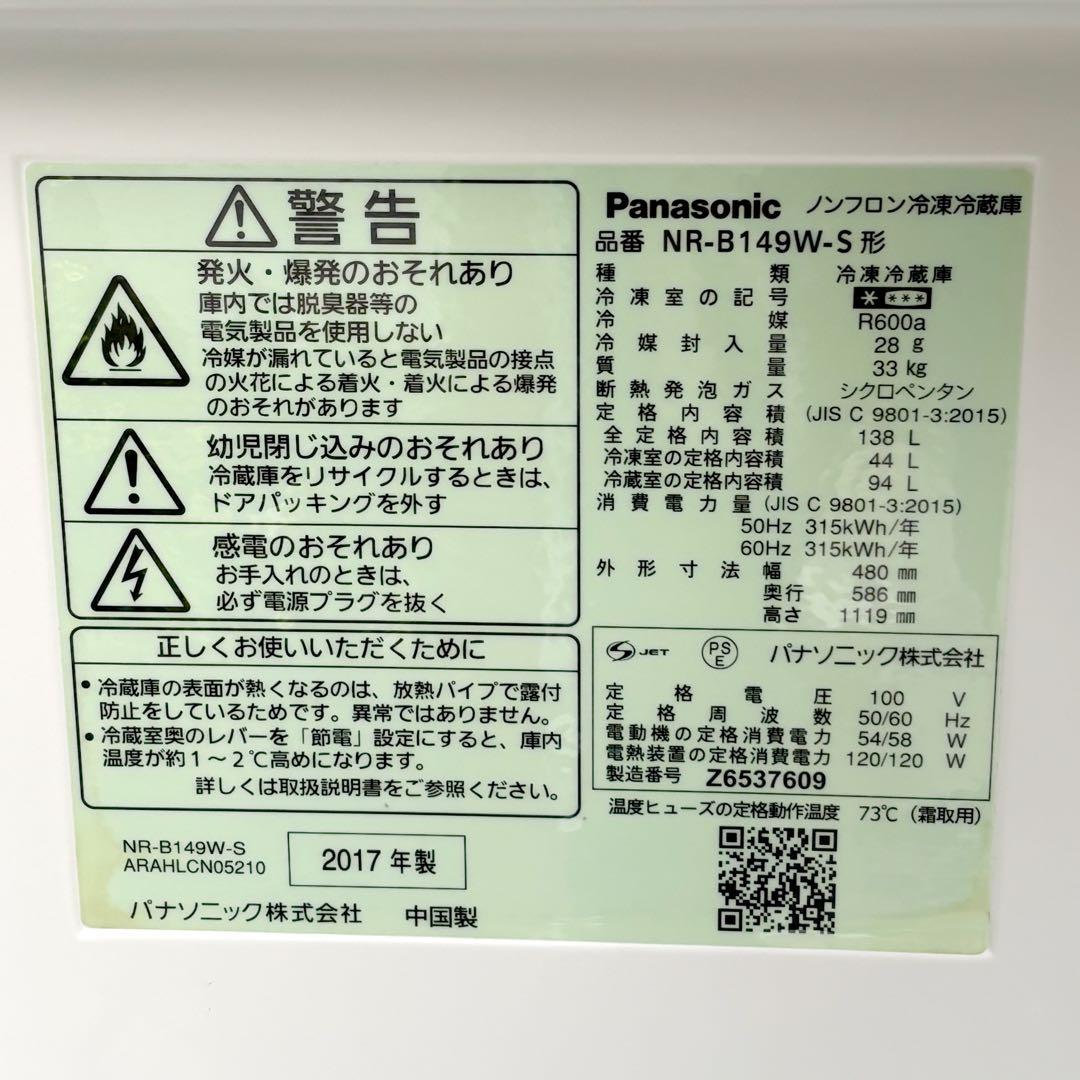 警告
発火・爆発のおそれあり
庫内では脱臭器等の
電気製品を使用しない
冷媒が漏れていると電気製品の接点
の火花による着火・着火による爆発
のおそれがあります
幼児閉じ込みのおそれあり
冷蔵庫をリサイクルするときは、
ドアパッキングを外す
感電のおそれあり
お手入れのときは、
必ず電源プラグを抜く
正しくお使いいただくために
・冷蔵庫の表面が熱くなるのは、放熱パイプで露付
防止をしているためです。異常ではありません。
・冷蔵室奥のレバーを「節電」設定にすると、庫内
温度が約1～2℃高めになります。
詳しくは取扱説明書をご参照ください。
NR-B149W-S
ARAHLCN05210
2017年製
パナソニック株式会社 中国製
Panasonic ノンフロン冷凍冷蔵庫
品番 NR-B149W-S形
種類 冷凍冷蔵庫
冷凍室の記号 * ***
冷媒 R600a
冷媒封入量 28 g
質量 33 kg
断熱発泡ガス シクロペンタン
定格内容積 (JIS C 9801-3:2015)
全定格内容積 138 L
冷凍室の定格内容積 44 L
冷蔵室の定格内容積 94 L
消費電力量 (JIS C 9801-3:2015)
50Hz 315kWh/年
60Hz 315kWh/年
外形寸法 幅 480 mm
奥行 586 mm
高さ 1119 mm
JET PSE パナソニック株式会社
定格電圧 100 V
定格周波数 50/60 Hz
電動機の定格消費電力 54/58 W
電熱装置の定格消費電力 120/120 W
製造番号 Z6537609
温度ヒューズの定格動作温度 73℃（霜取用）